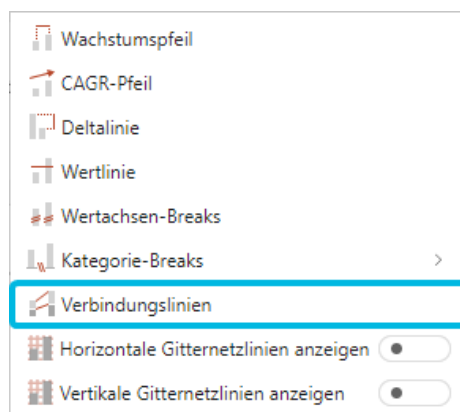 Wachstumspfeil
CAGR-Pfeil
Deltalinie
Wertlinie
Wertachsen-Breaks
Kategorie-Breaks
Verbindungslinien
Horizontale Gitternetzlinien anzeigen
Vertikale Gitternetzlinien anzeigen